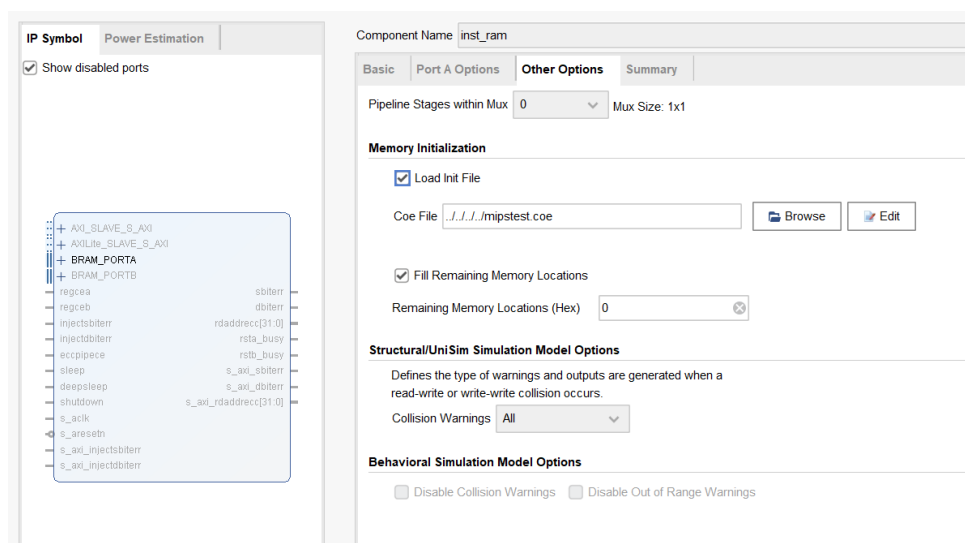 IP Symbol Power Estimation
Show disabled ports
+ AXI_SLAVE_S_AXI
+ AXILite_SLAVE_S_AXI
+ BRAM_PORTA
+ BRAM_PORTB
regcea sbiterr
regceb dbiterr
injectsbiterr rdaddrecc[31:0]
injectdbiterr rsta_busy
eccpipece rstb_busy
sleep s_axi_sbiterr
deepsleep s_axi_dbiterr
shutdown s_axi_rdaddrecc[31:0]
s_aclk
s_aresetn
s_axi_injectsbiterr
s_axi_injectdbiterr
Component Name inst_ram
Basic Port A Options Other Options Summary
Pipeline Stages within Mux 0 Mux Size: 1x1
Memory Initialization
Load Init File
Coe File ../../../../mipstest.coe Browse Edit
Fill Remaining Memory Locations
Remaining Memory Locations (Hex) 0
Structural/UniSim Simulation Model Options
Defines the type of warnings and outputs are generated when a
read-write or write-write collision occurs.
Collision Warnings All
Behavioral Simulation Model Options
Disable Collision Warnings Disable Out of Range Warnings